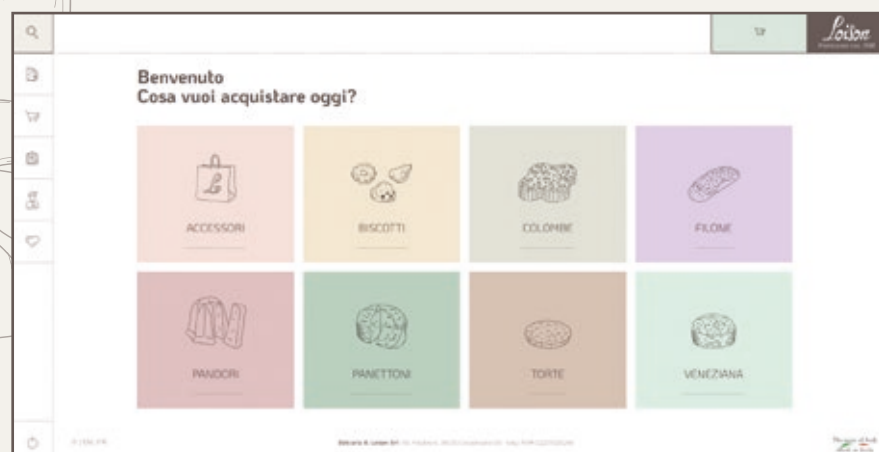 Loison
Benvenuto
Cosa vuoi acquistare oggi?
ACCESSORI
BISCOTTI
COLOMBE
FILONE
PANDORI
PANETTONI
TORTE
VENEZIANA